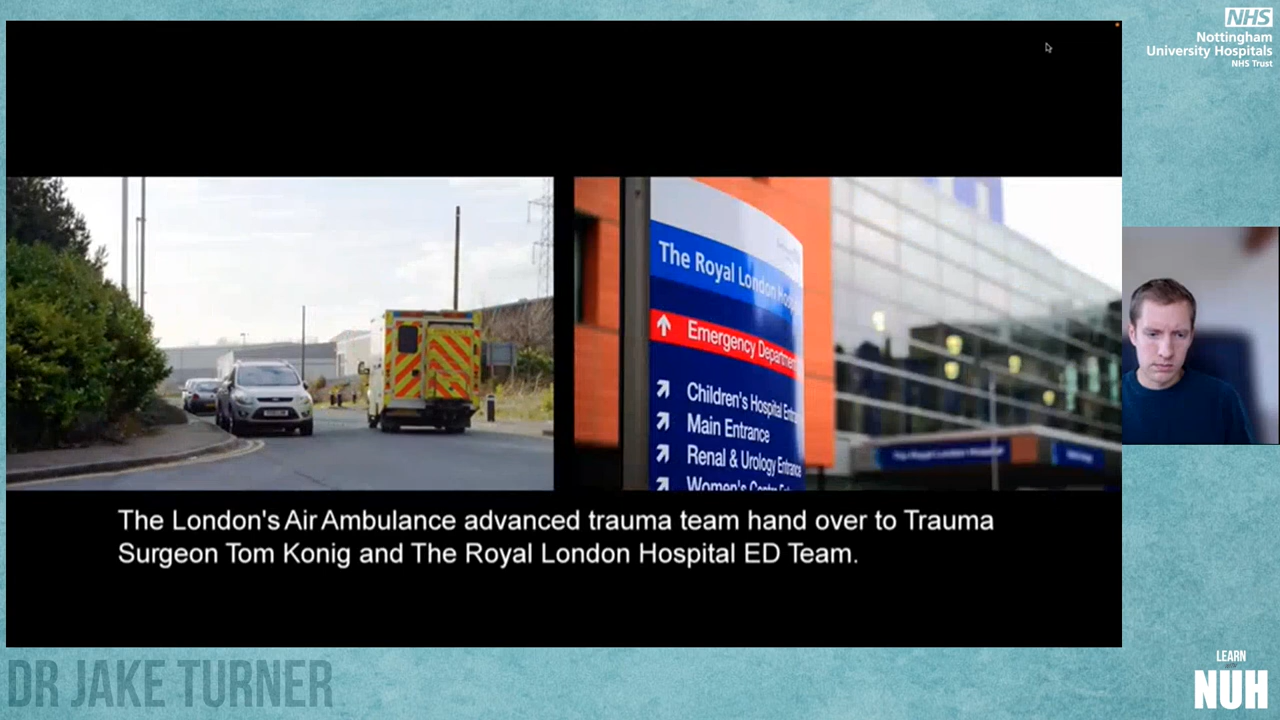 NHS
Nottingham
University Hospitals
NHS Trust
The Royal London
Emergency Department
Children's Hospital
Main Entrance
Renal & Urology Entrance
Women's
The London's Air Ambulance advanced trauma team hand over to Trauma
Surgeon Tom Konig and The Royal London Hospital ED Team.
DR JAKE TURNER
LEARN
NUH